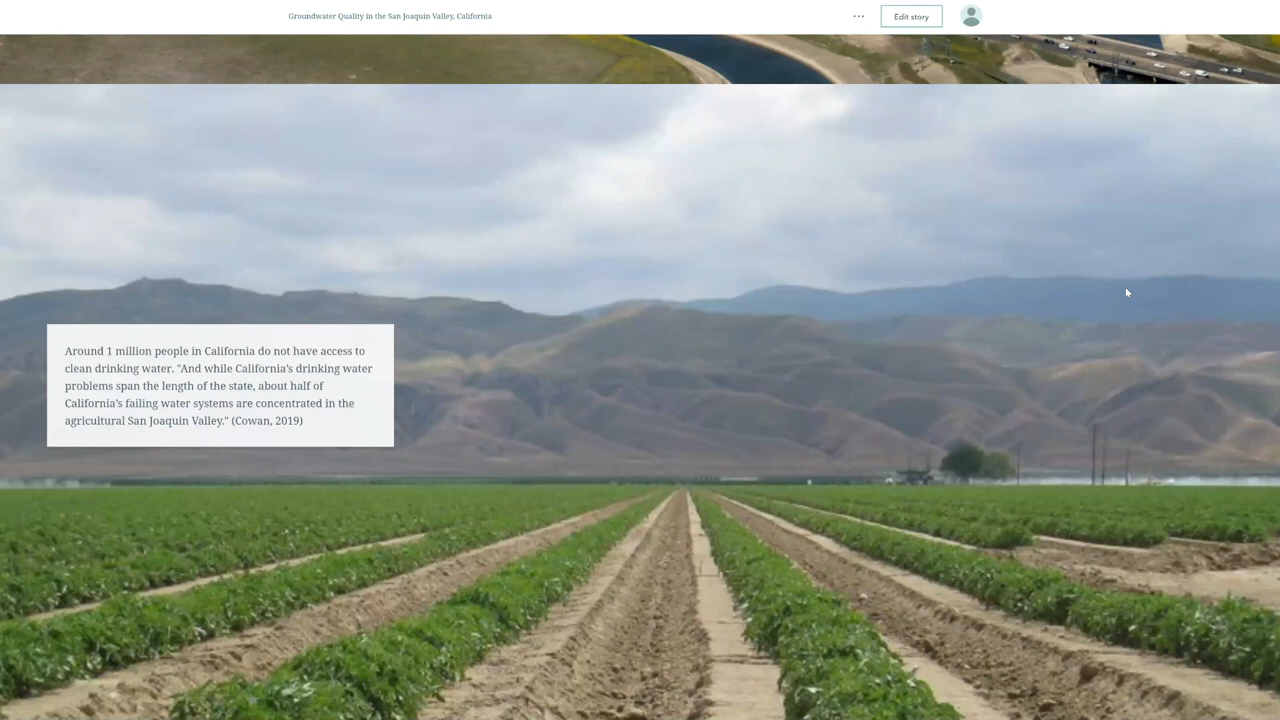 Groundwater Quality in the San Joaquin Valley, California
Edit story
Around 1 million people in California do not have access to
clean drinking water. "And while California's drinking water
problems span the length of the state, about half of
California's failing water systems are concentrated in the
agricultural San Joaquin Valley." (Cowan, 2019)